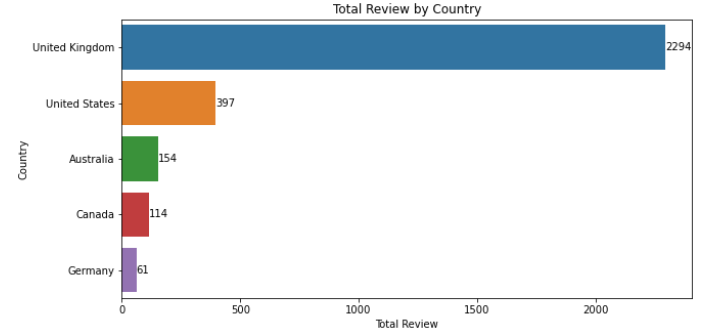 Total Review by Country
Country
United Kingdom 2294
United States 397
Australia 154
Canada 114
Germany 61
0 500 1000 1500 2000
Total Review